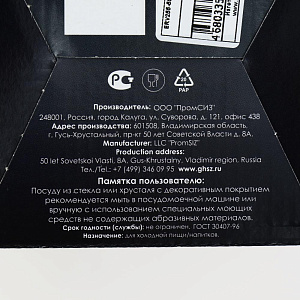 4680335
PAP
Производитель: ООО "ПромСИЗ"
248001, Россия, город Калуга, ул. Суворова, д. 121, офис 438
Адрес производства: 601508, Владимирская область,
г. Гусь-Хрустальный, пр-кт 50 лет Советской Власти д. 8А
Manufacturer: LLC "PromSIZ"
Production address:
50 let Sovetskoi Vlasti, 8A, Gus-Khrustalny, Vladimir region, Russia
Tel.: +7 (499) 346 39 95 www.ghsz.ru
Памятка пользователю:
Посуду из стекла или хрусталя с декоративным покрытием
рекомендуется мыть в посудомоечной машине или
вручную с использованием специальных моющих
средств не содержащих абразивных материалов.
Срок годности (службы): не ограничен. ГОСТ 30407-96
Назначение: для холодной пищи/напитков.